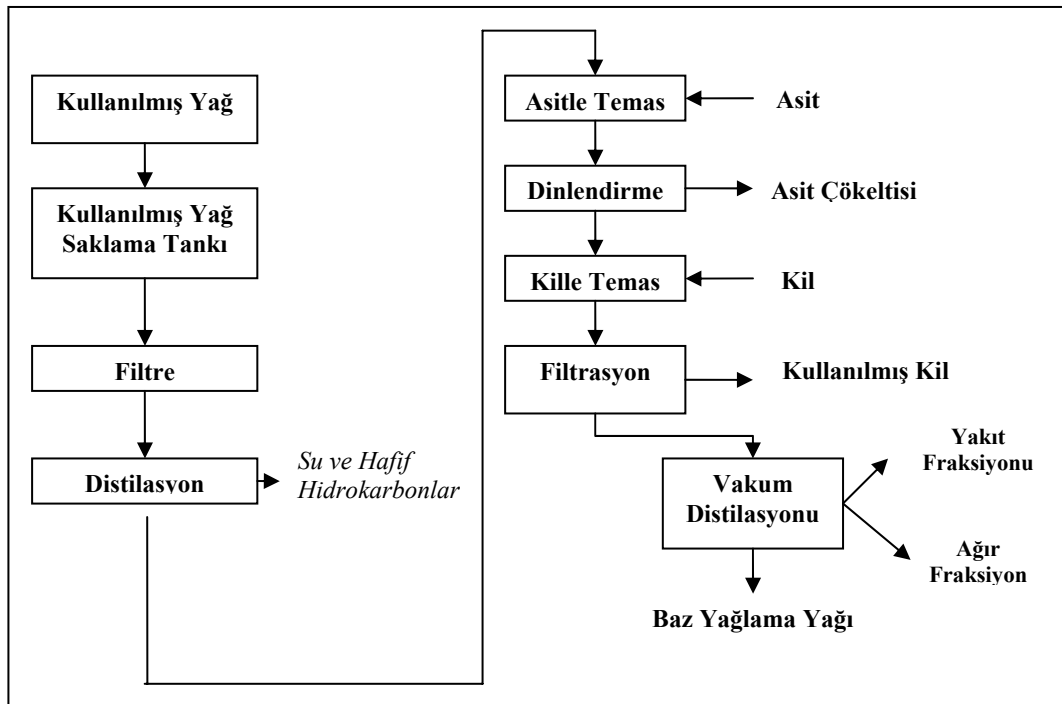 Kullanılmış Yağ
Kullanılmış Yağ
Saklama Tankı
Filtre
Distilasyon
Su ve Hafif
Hidrokarbonlar
Asitle Temas
Asit
Dinlendirme
Asit Çökeltisi
Kille Temas
Kil
Filtrasyon
Kullanılmış Kil
Vakum
Distilasyonu
Yakıt
Fraksiyonu
Ağır
Fraksiyon
Baz Yağlama Yağı